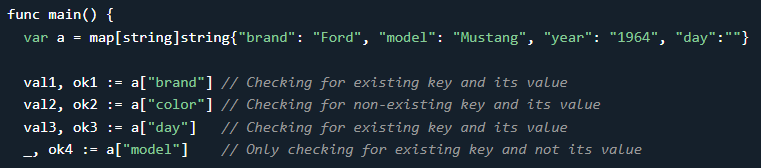 func main() {
  var a = map[string]string{"brand": "Ford", "model": "Mustang", "year": "1964", "day":""}

  val1, ok1 := a["brand"] // Checking for existing key and its value
  val2, ok2 := a["color"] // Checking for non-existing key and its value
  val3, ok3 := a["day"]   // Checking for existing key and its value
  _, ok4 := a["model"]    // Only checking for existing key and not its value